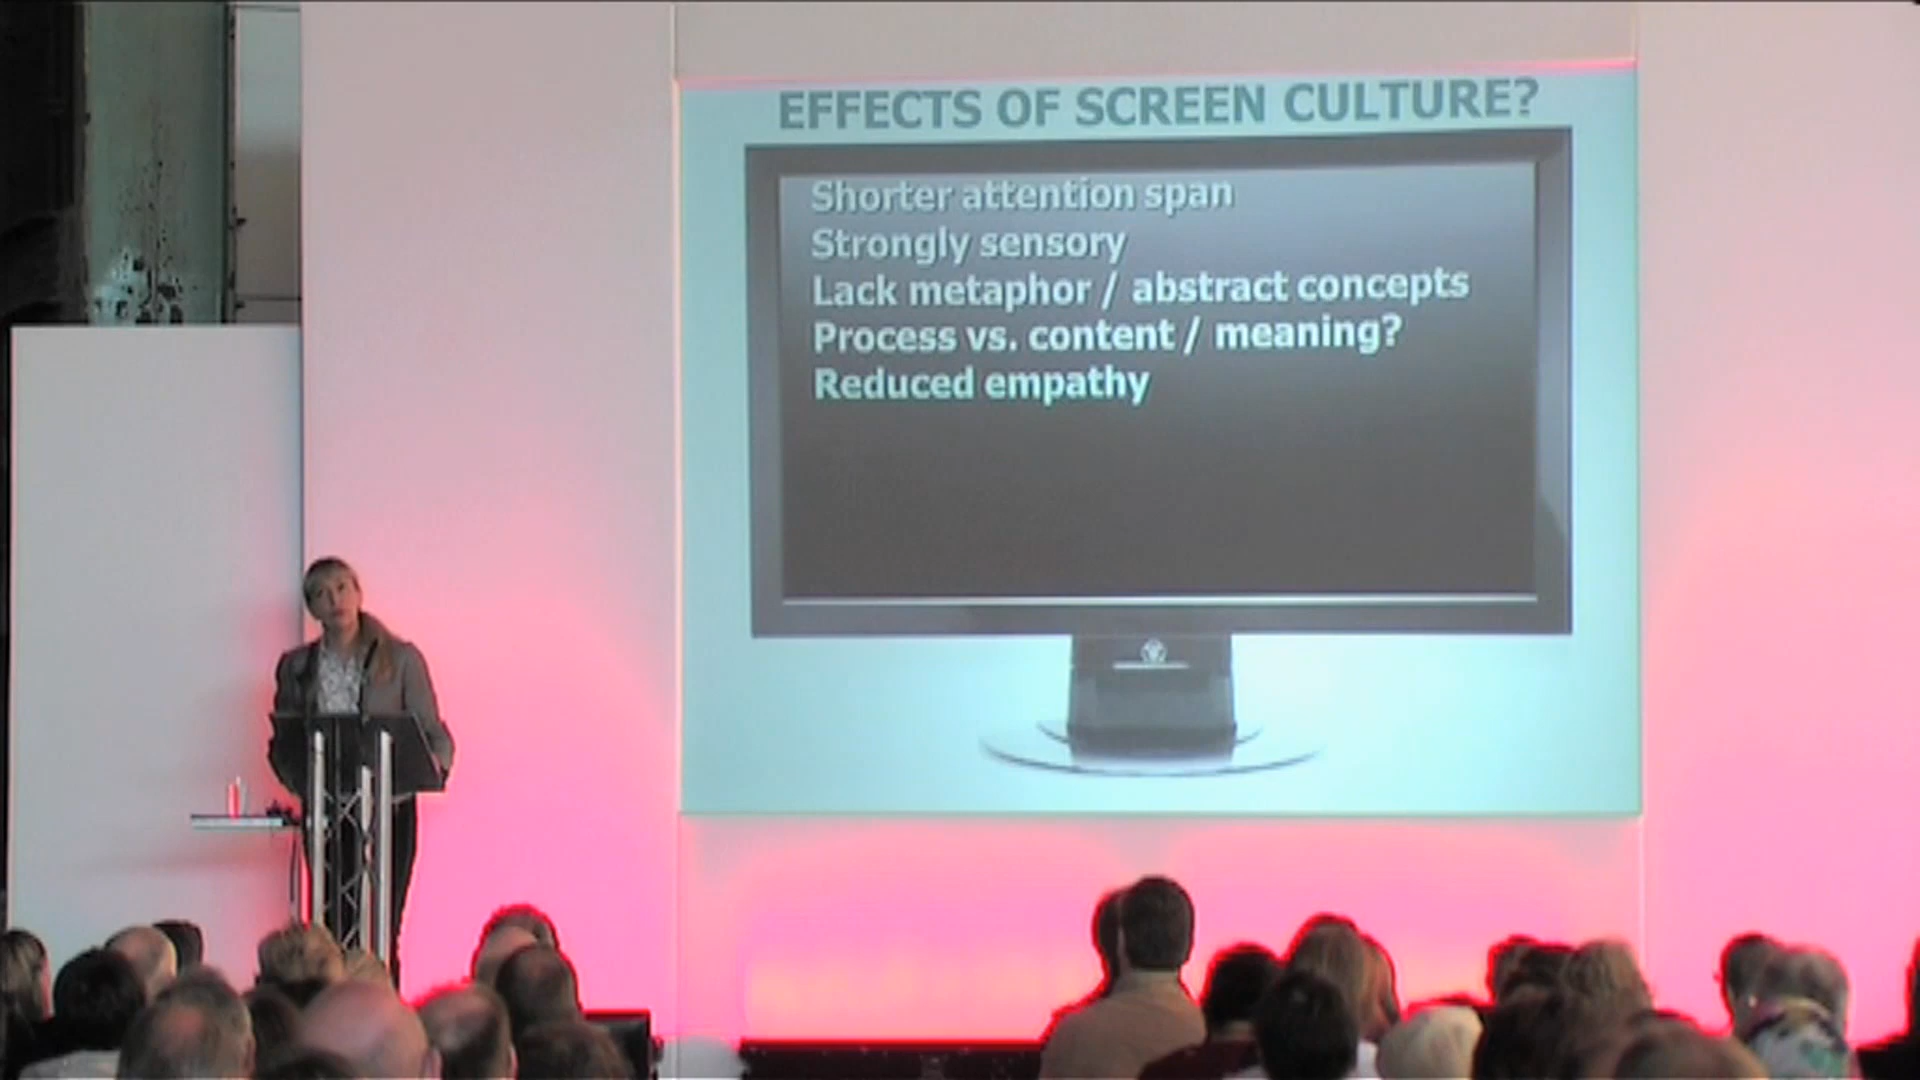 EFFECTS OF SCREEN CULTURE?
Shorter attention span
Strongly sensory
Lack metaphor / abstract concepts
Process vs. content / meaning?
Reduced empathy